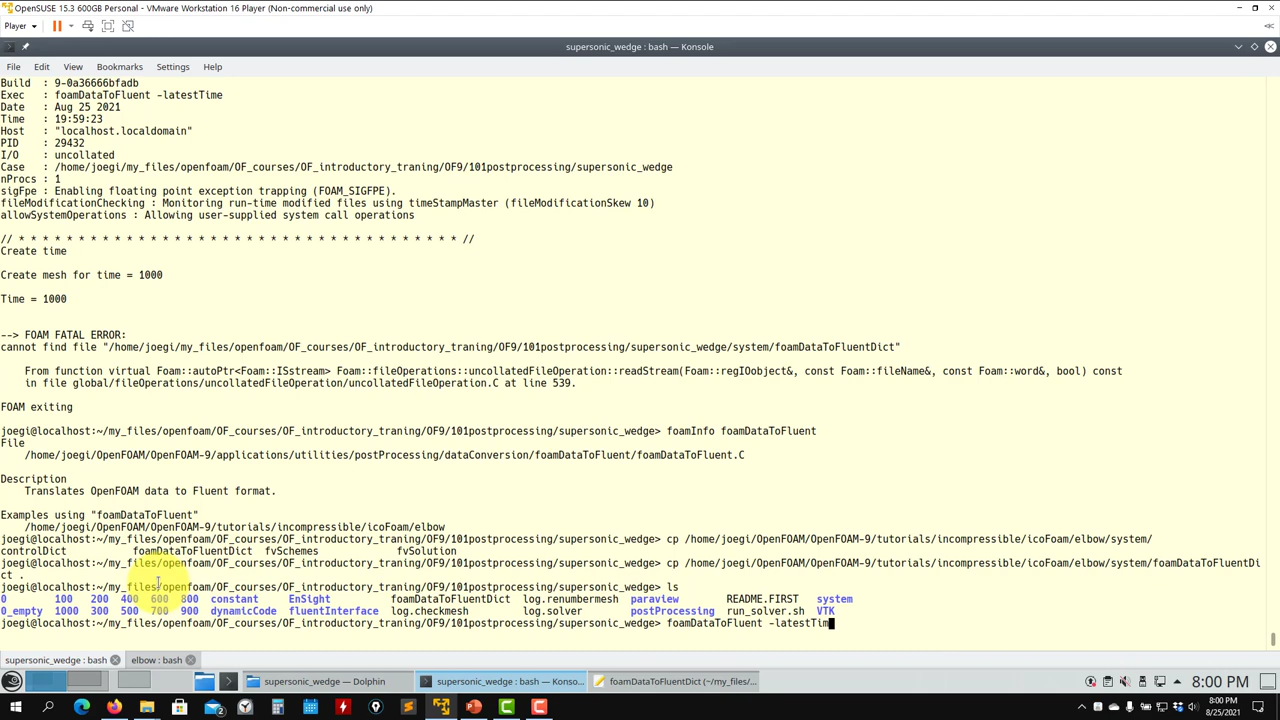 OpenSUSE 15.3 600GB Personal - VMware Workstation 16 Player (Non-commercial use only)
Player
supersonic_wedge : bash — Konsole
File Edit View Bookmarks Settings Help
Build : 9-0a36666bfadb
Exec : foamDataToFluent -latestTime
Date : Aug 25 2021
Time : 19:59:23
Host : "localhost.localdomain"
PID : 29432
I/O : uncollated
Case : /home/joegi/my_files/openfoam/OF_courses/OF_introductory_traning/OF9/101postprocessing/supersonic_wedge
nProcs : 1
sigFpe : Enabling floating point exception trapping (FOAM_SIGFPE).
fileModificationChecking : Monitoring run-time modified files using timeStampMaster (fileModificationSkew 10)
allowSystemOperations : Allowing user-supplied system call operations
// * * * * * * * * * * * * * * * * * * * * * * * * * * * * * * * * * * * * * //
Create time
Create mesh for time = 1000
Time = 1000
--> FOAM FATAL ERROR:
cannot find file "/home/joegi/my_files/openfoam/OF_courses/OF_introductory_traning/OF9/101postprocessing/supersonic_wedge/system/foamDataToFluentDict"
From function virtual Foam::autoPtr<Foam::ISstream> Foam::fileOperations::uncollatedFileOperation::readStream(Foam::regIOobject&, const Foam::fileName&, const Foam::word&, bool) const
in file global/fileOperations/uncollatedFileOperation/uncollatedFileOperation.C at line 539.
FOAM exiting
joegi@localhost:~/my_files/openfoam/OF_courses/OF_introductory_traning/OF9/101postprocessing/supersonic_wedge> foamInfo foamDataToFluent
File
/home/joegi/OpenFOAM/OpenFOAM-9/applications/utilities/postProcessing/dataConversion/foamDataToFluent/foamDataToFluent.C
Description
Translates OpenFOAM data to Fluent format.
Examples using "foamDataToFluent"
/home/joegi/OpenFOAM/OpenFOAM-9/tutorials/incompressible/icoFoam/elbow
joegi@localhost:~/my_files/openfoam/OF_courses/OF_introductory_traning/OF9/101postprocessing/supersonic_wedge> cp /home/joegi/OpenFOAM/OpenFOAM-9/tutorials/incompressible/icoFoam/elbow/system/
controlDict foamDataToFluentDict fvSchemes fvSolution
joegi@localhost:~/my_files/openfoam/OF_courses/OF_introductory_traning/OF9/101postprocessing/supersonic_wedge> cp /home/joegi/OpenFOAM/OpenFOAM-9/tutorials/incompressible/icoFoam/elbow/system/foamDataToFluentDi
ct .
joegi@localhost:~/my_files/openfoam/OF_courses/OF_introductory_traning/OF9/101postprocessing/supersonic_wedge> ls
0 100 200 400 600 800 constant EnSight foamDataToFluentDict log.renumbermesh paraview README.FIRST system
0_empty 1000 300 500 700 900 dynamicCode fluentInterface log.checkmesh log.solver postProcessing run_solver.sh VTK
joegi@localhost:~/my_files/openfoam/OF_courses/OF_introductory_traning/OF9/101postprocessing/supersonic_wedge> foamDataToFluent -latestTim
supersonic_wedge : bash elbow : bash
supersonic_wedge — Dolphin supersonic_wedge : bash — Konso... foamDataToFluentDict (~/my_files/... 8:00 PM
8:00 PM
8/25/2021